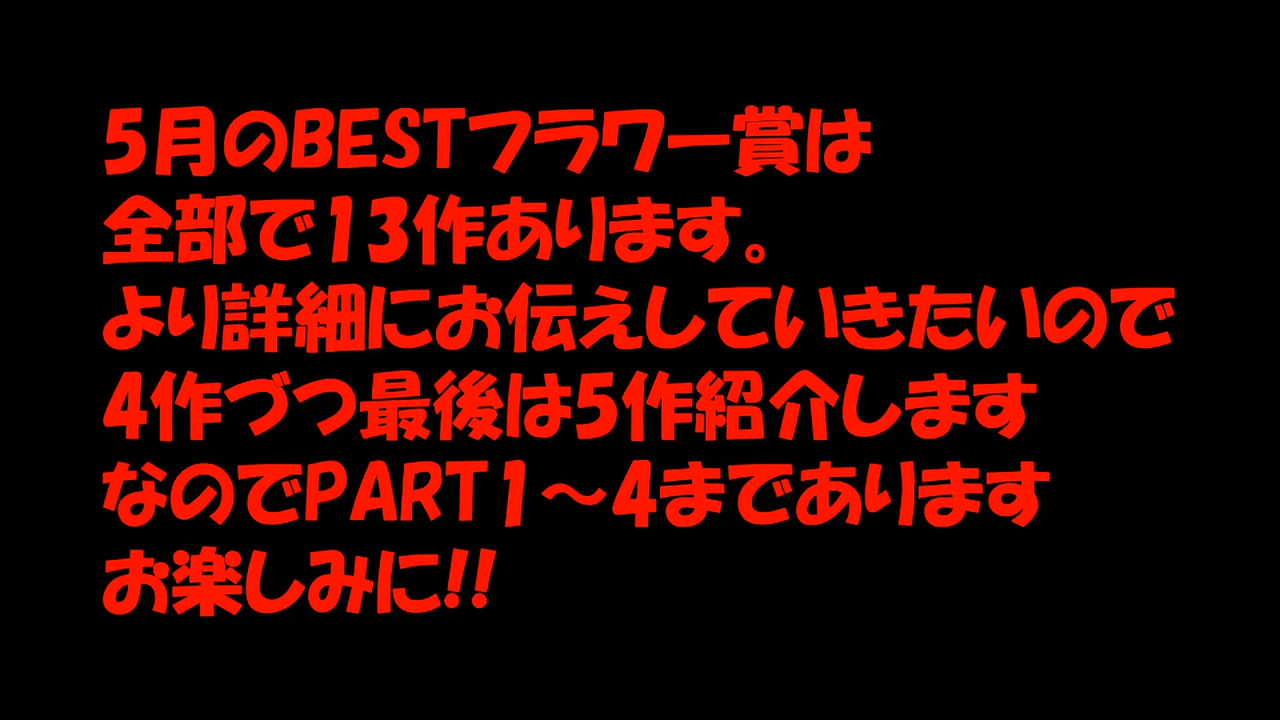 5月のBESTフラワー賞は
全部で13作あります。
より詳細にお伝えしていきたいので
4作づつ最後は5作紹介します
なのでPART1〜4まであります
お楽しみに!!